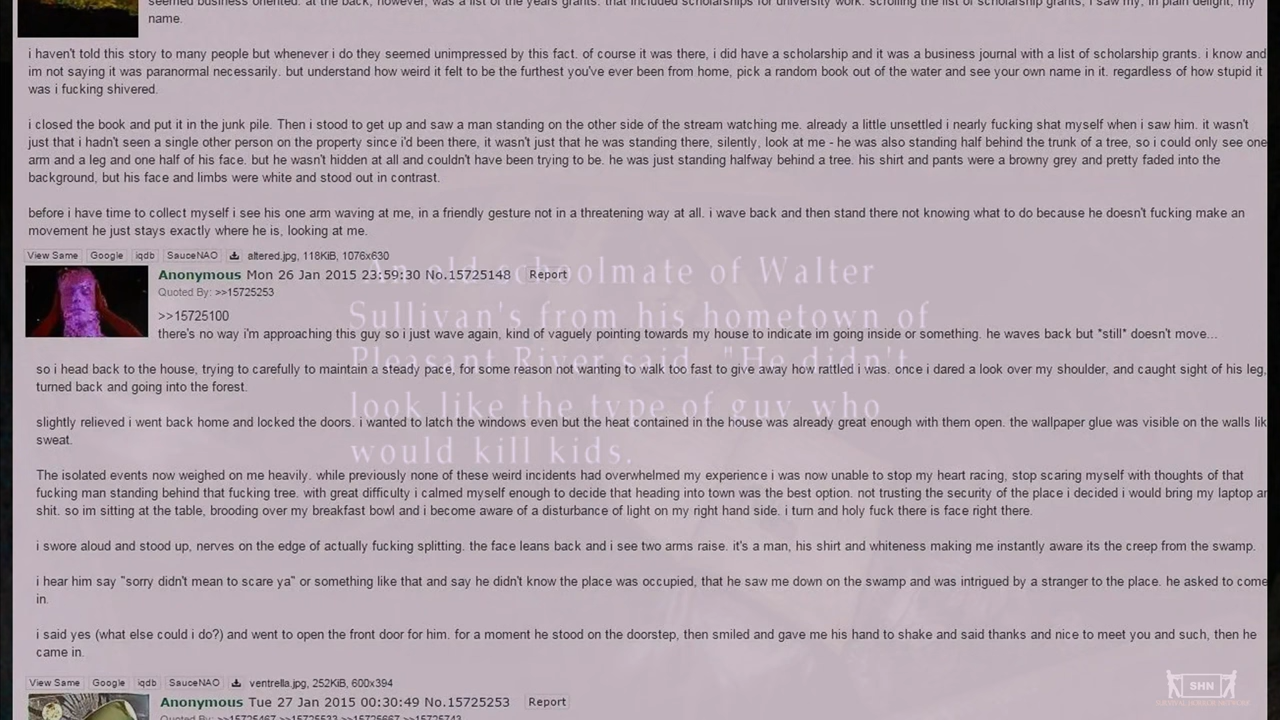 seemed business oriented. at the back, however, was a list of the years grants. that included scholarships for university work. scrolling the list of scholarship grants, i saw my, in plain delight, my
name.
i haven't told this story to many people but whenever i do they seemed unimpressed by this fact. of course it was there, i did have a scholarship and it was a business journal with a list of scholarship grants. i know and
im not saying it was paranormal necessarily. but understand how weird it felt to be the furthest you've ever been from home, pick a random book out of the water and see your own name in it. regardless of how stupid it
was i fucking shivered.
i closed the book and put it in the junk pile. Then i stood to get up and saw a man standing on the other side of the stream watching me. already a little unsettled i nearly fucking shat myself when i saw him. it wasn't
just that i hadn't seen a single other person on the property since i'd been there, it wasn't just that he was standing there, silently, look at me - he was also standing half behind the trunk of a tree, so i could only see one
arm and a leg and one half of his face. but he wasn't hidden at all and couldn't have been trying to be. he was just standing halfway behind a tree. his shirt and pants were a browny grey and pretty faded into the
background, but his face and limbs were white and stood out in contrast.
before i have time to collect myself i see his one arm waving at me, in a friendly gesture not in a threatening way at all. i wave back and then stand there not knowing what to do because he doesn't fucking make an
movement he just stays exactly where he is, looking at me.
View Same Google iqdb SauceNAO altered.jpg, 118KiB, 1076x630
Anonymous Mon 26 Jan 2015 23:59:30 No.15725148 Report
Quoted By: >>15725253
>>15725100
there's no way i'm approaching this guy so i just wave again, kind of vaguely pointing towards my house to indicate im going inside or something. he waves back but *still* doesn't move...
so i head back to the house, trying to carefully to maintain a steady pace, for some reason not wanting to walk too fast to give away how rattled i was. once i dared a look over my shoulder, and caught sight of his leg,
turned back and going into the forest.
slightly relieved i went back home and locked the doors. i wanted to latch the windows even but the heat contained in the house was already great enough with them open. the wallpaper glue was visible on the walls lik
sweat.
The isolated events now weighed on me heavily. while previously none of these weird incidents had overwhelmed my experience i was now unable to stop my heart racing, stop scaring myself with thoughts of that
fucking man standing behind that fucking tree. with great difficulty i calmed myself enough to decide that heading into town was the best option. not trusting the security of the place i decided i would bring my laptop ar
shit. so im sitting at the table, brooding over my breakfast bowl and i become aware of a disturbance of light on my right hand side. i turn and holy fuck there is face right there.
i swore aloud and stood up, nerves on the edge of actually fucking splitting. the face leans back and i see two arms raise. it's a man, his shirt and whiteness making me instantly aware its the creep from the swamp.
i hear him say "sorry didn't mean to scare ya" or something like that and say he didn't know the place was occupied, that he saw me down on the swamp and was intrigued by a stranger to the place. he asked to come
in.
i said yes (what else could i do?) and went to open the front door for him. for a moment he stood on the doorstep, then smiled and gave me his hand to shake and said thanks and nice to meet you and such, then he
came in.
View Same Google iqdb SauceNAO ventrella.jpg, 252KiB, 600x394
Anonymous Tue 27 Jan 2015 00:30:49 No.15725253 Report
Quoted By: >>15725467 >>15725533 >>15725667 >>15725743
An old schoolmate of Walter
Sullivan's from his hometown of
Pleasant River said, "He didn't
look like the type of guy who
would kill kids.
SHN
SURVIVAL HORROR NETWORK